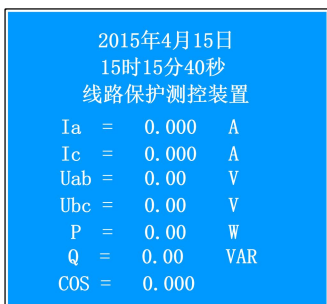 2015年4月15日
15时15分40秒
线路保护测控装置
Ia = 0.000 A
Ic = 0.000 A
Uab = 0.00 V
Ubc = 0.00 V
P = 0.00 W
Q = 0.00 VAR
COS = 0.000